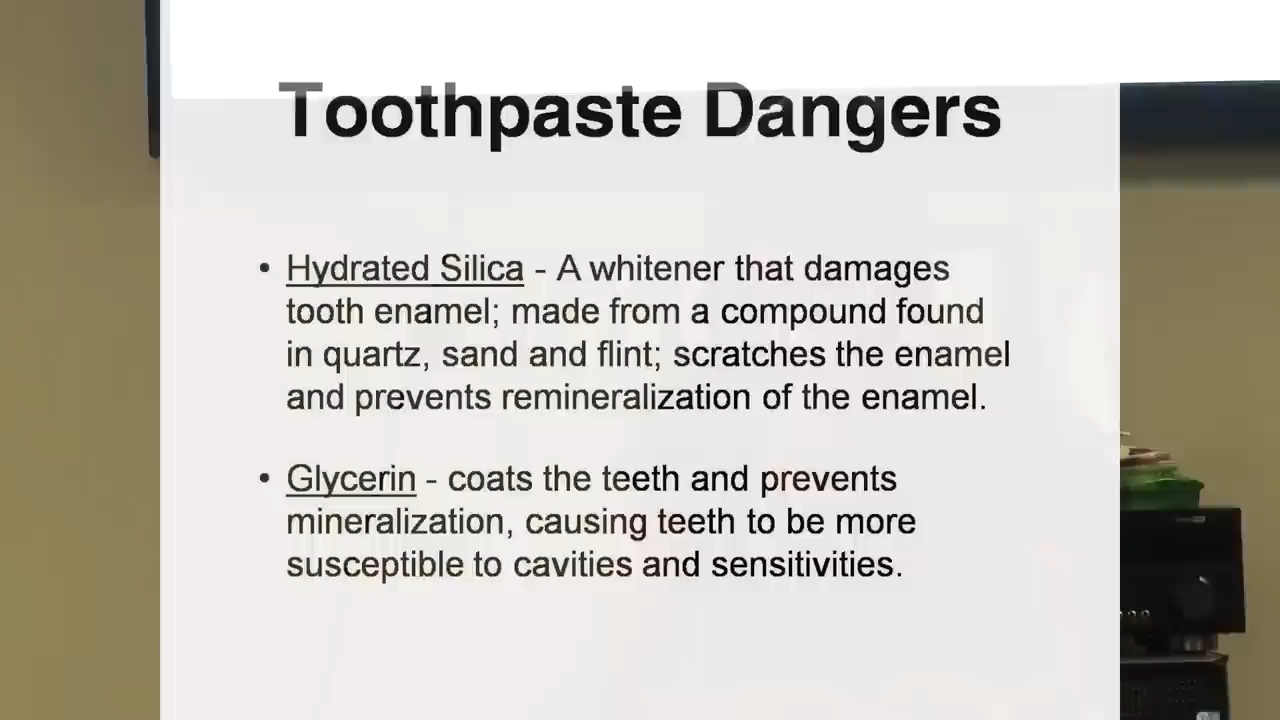 Toothpaste Dangers
• Hydrated Silica - A whitener that damages
tooth enamel; made from a compound found
in quartz, sand and flint; scratches the enamel
and prevents remineralization of the enamel.
• Glycerin - coats the teeth and prevents
mineralization, causing teeth to be more
susceptible to cavities and sensitivities.